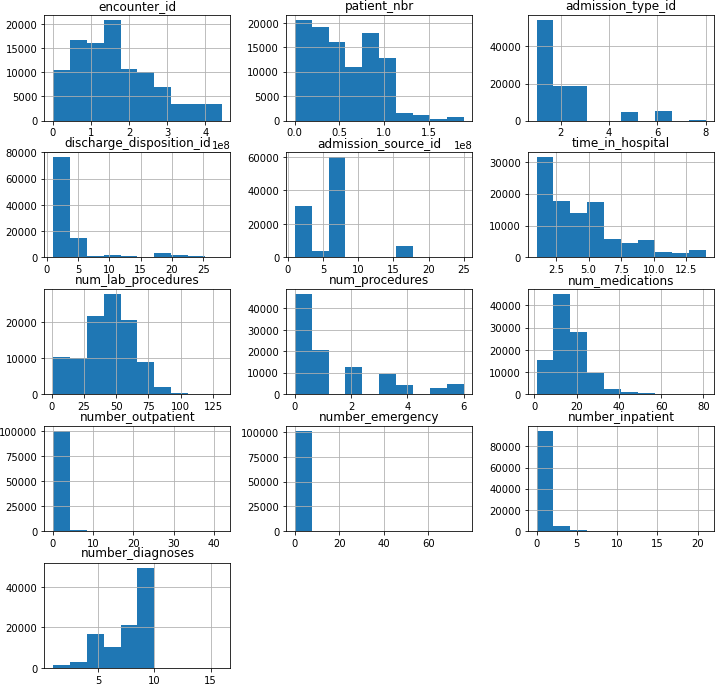 encounter_id
20000
15000
10000
5000
0
0 1 2 3 4
1e8
patient_nbr
20000
15000
10000
5000
0
0.0 0.5 1.0 1.5
1e8
admission_type_id
40000
20000
0
2 4 6 8
discharge_disposition_id
80000
60000
40000
20000
0
0 5 10 15 20 25
admission_source_id
60000
40000
20000
0
0 5 10 15 20 25
time_in_hospital
30000
20000
10000
0
2.5 5.0 7.5 10.0 12.5
num_lab_procedures
20000
10000
0
0 25 50 75 100 125
num_procedures
40000
30000
20000
10000
0
0 2 4 6
num_medications
40000
30000
20000
10000
0
0 20 40 60 80
number_outpatient
100000
75000
50000
25000
0
0 10 20 30 40
number_emergency
100000
75000
50000
25000
0
0 20 40 60
number_inpatient
80000
60000
40000
20000
0
0 5 10 15 20
number_diagnoses
40000
20000
0
5 10 15